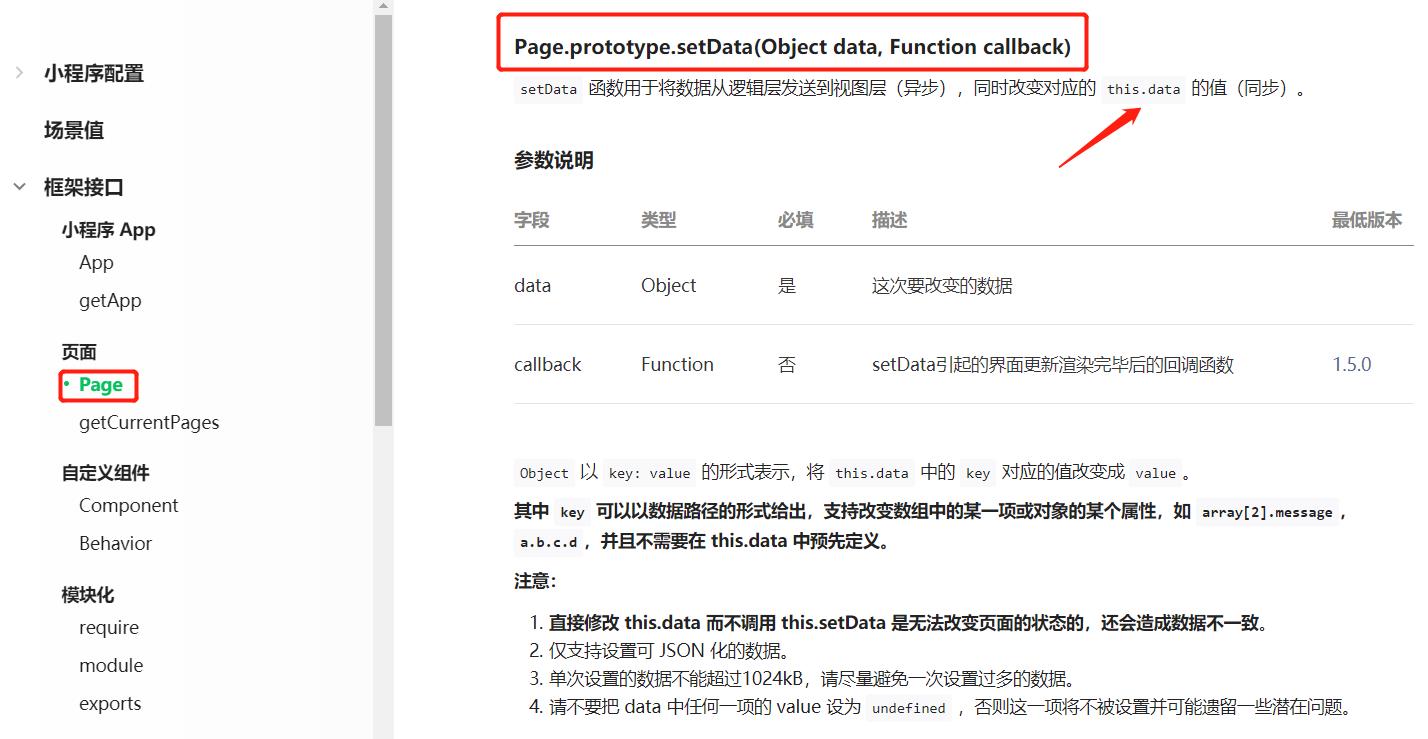 小程序配置
场景值
框架接口
小程序 App
App
getApp
页面
Page
getCurrentPages
自定义组件
Component
Behavior
模块化
require
module
exports
Page.prototype.setData(Object data, Function callback)
setData 函数用于将数据从逻辑层发送到视图层（异步），同时改变对应的 this.data 的值（同步）。
参数说明
字段 类型 必填 描述 最低版本
data Object 是 这次要改变的数据
callback Function 否 setData引起的界面更新渲染完毕后的回调函数 1.5.0
Object 以 key: value 的形式表示，将 this.data 中的 key 对应的值改变成 value。
其中 key 可以以数据路径的形式给出，支持改变数组中的某一项或对象的某个属性，如 array[2].message，
a.b.c.d，并且不需要在 this.data 中预先定义。
注意：
1. 直接修改 this.data 而不调用 this.setData 是无法改变页面的状态的，还会造成数据不一致。
2. 仅支持设置可 JSON 化的数据。
3. 单次设置的数据不能超过1024kB，请尽量避免一次设置过多的数据。
4. 请不要把 data 中任何一项的 value 设为 undefined ，否则这一项将不被设置并可能遗留一些潜在问题。